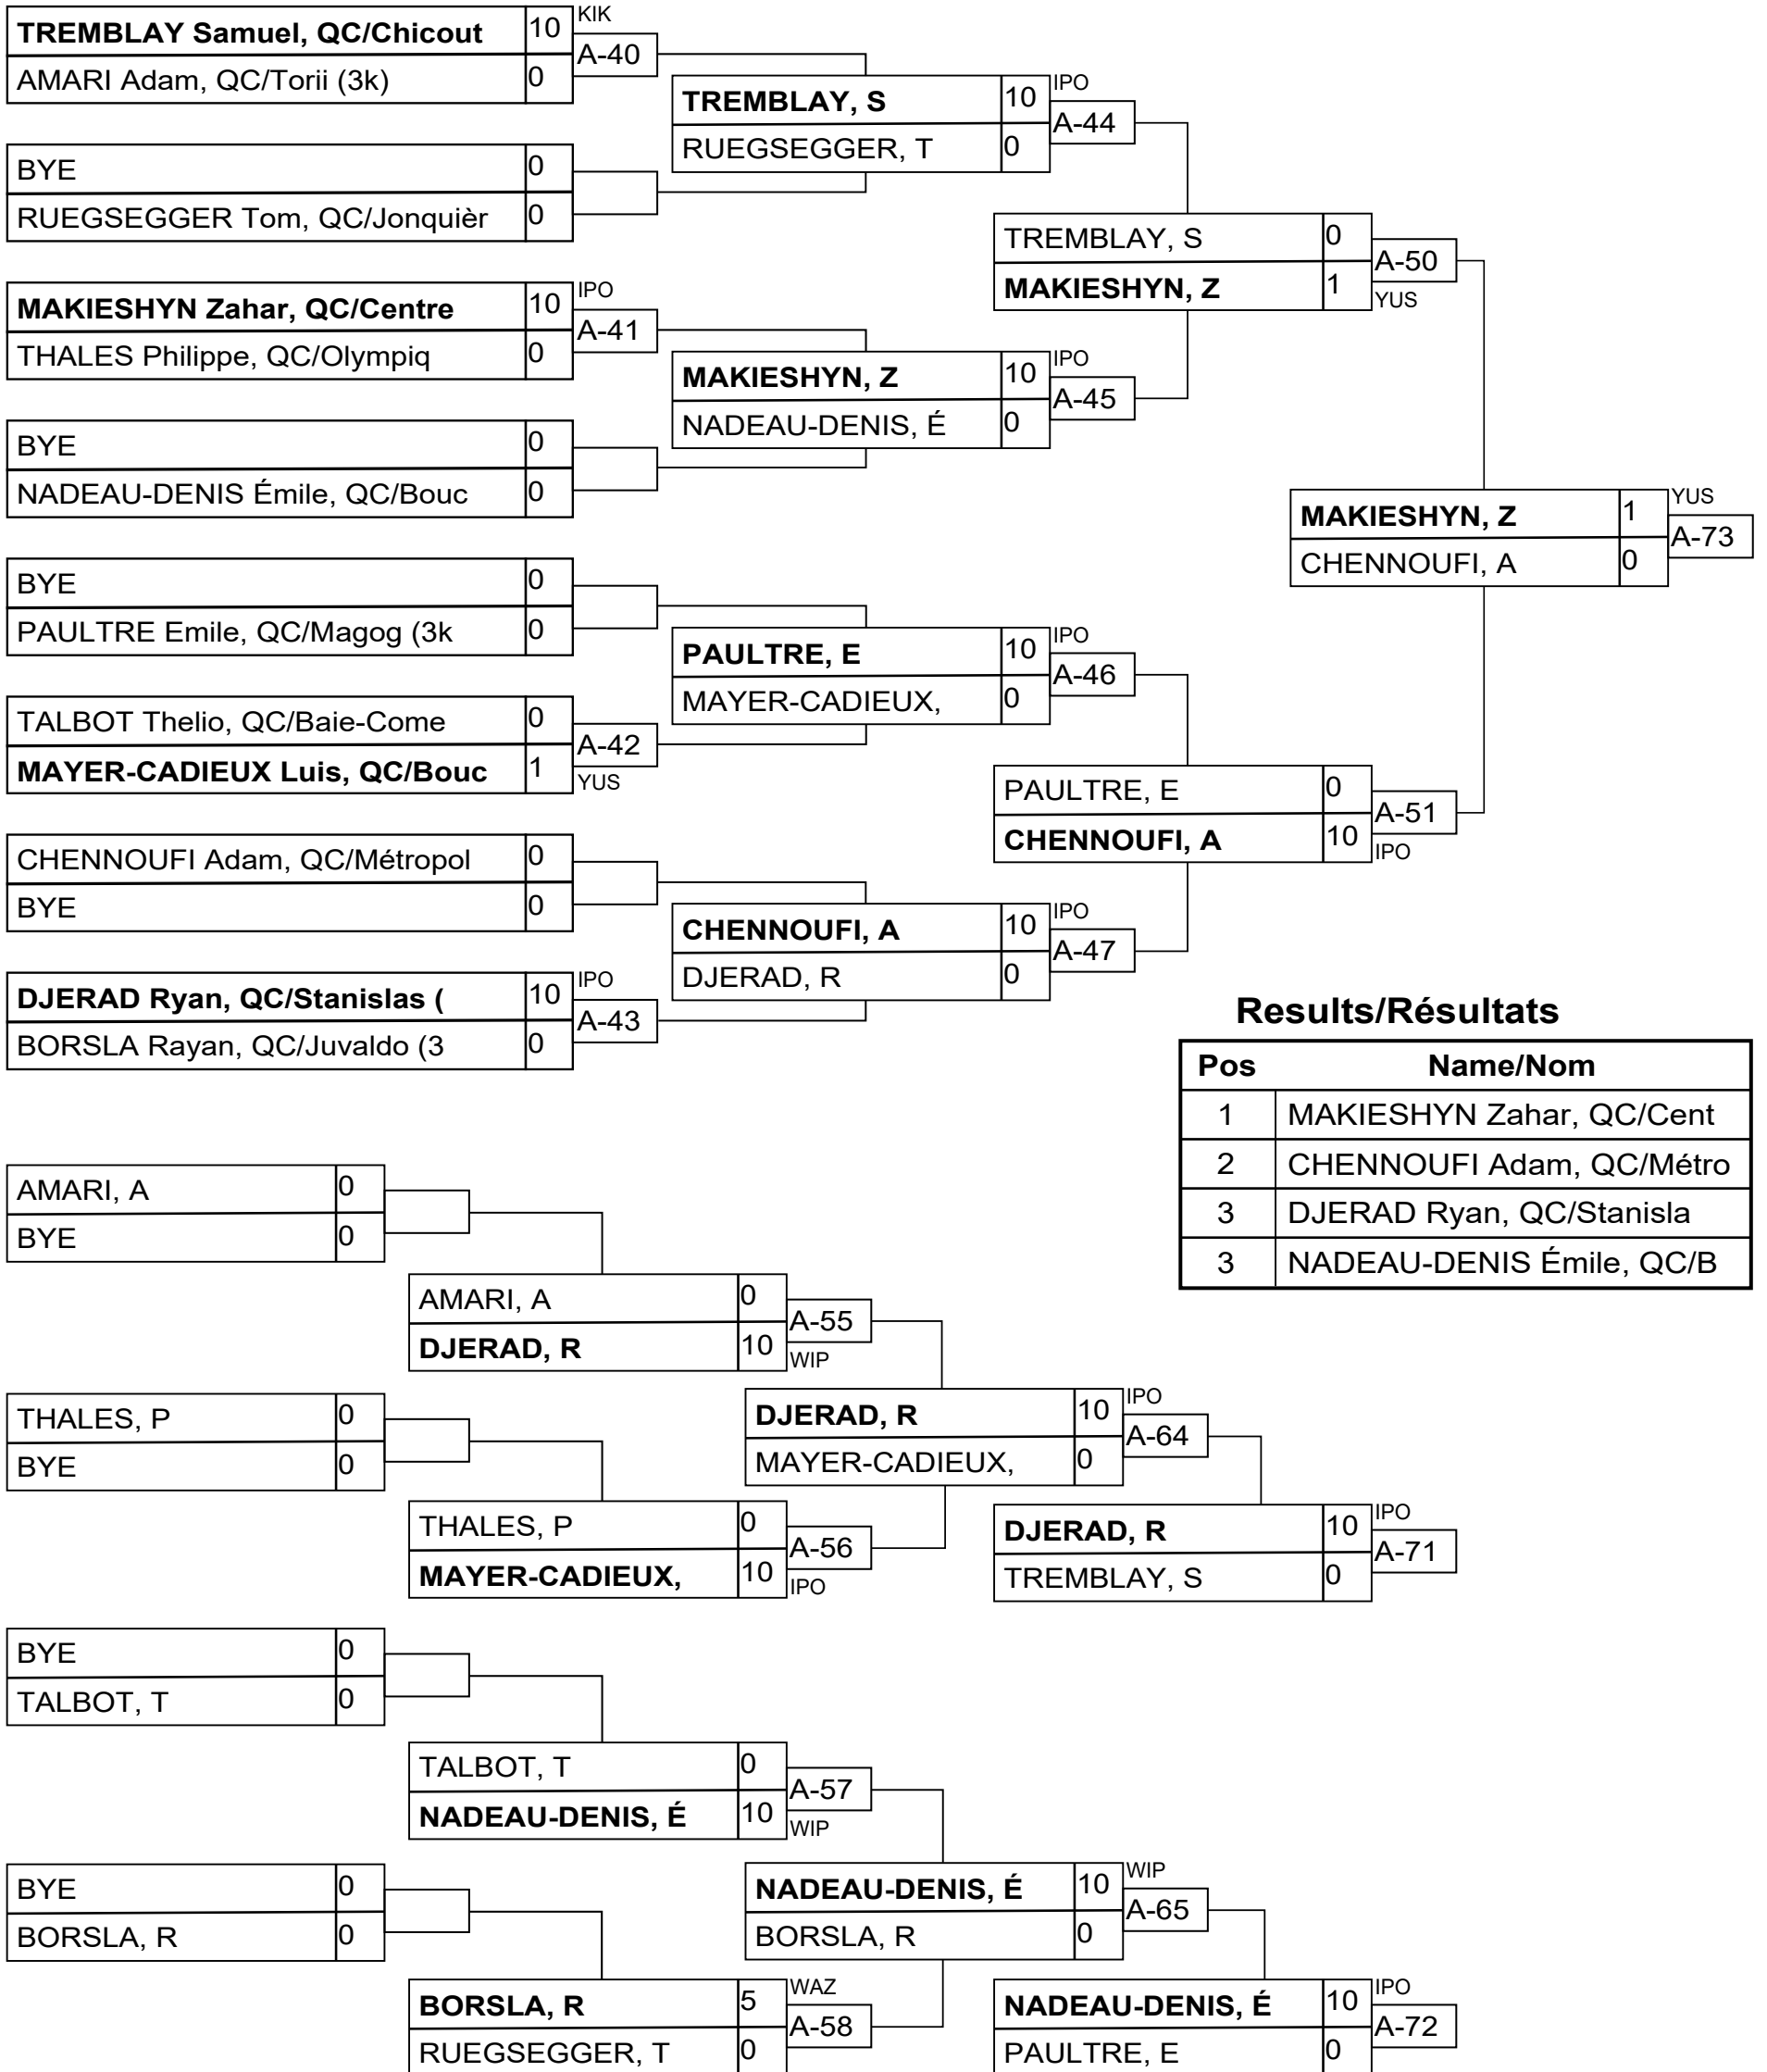 TREMBLAY Samuel, QC/Chicout 10 KIK
AMARI Adam, QC/Torii (3k) 0
A-40
BYE 0
RUEGSEGGER Tom, QC/Jonquièr 0
MAKIESHYN Zahar, QC/Centre 10 IPO
THALES Philippe, QC/Olympiq 0
A-41
BYE 0
NADEAU-DENIS Émile, QC/Bouc 0
BYE 0
PAULTRE Emile, QC/Magog (3k 0
TALBOT Thelio, QC/Baie-Come 0
A-42
MAYER-CADIEUX Luis, QC/Bouc 1 YUS
CHENNOUFI Adam, QC/Métropol 0
BYE 0
DJERAD Ryan, QC/Stanislas ( 10 IPO
A-43
BORSLA Rayan, QC/Juvaldo (3 0
TREMBLAY, S 10 IPO
A-44
RUEGSEGGER, T 0
MAKIESHYN, Z 10 IPO
A-45
NADEAU-DENIS, É 0
PAULTRE, E 10 IPO
A-46
MAYER-CADIEUX, 0
CHENNOUFI, A 10 IPO
A-47
DJERAD, R 0
TREMBLAY, S 0
A-50
MAKIESHYN, Z 1 YUS
PAULTRE, E 0
A-51
CHENNOUFI, A 10 IPO
MAKIESHYN, Z 1 YUS
A-73
CHENNOUFI, A 0
Results/Résultats
Pos Name/Nom
1 MAKIESHYN Zahar, QC/Cent
2 CHENNOUFI Adam, QC/Métro
3 DJERAD Ryan, QC/Stanisla
3 NADEAU-DENIS Émile, QC/B
AMARI, A 0
BYE 0
THALES, P 0
BYE 0
BYE 0
TALBOT, T 0
BYE 0
BORSLA, R 0
AMARI, A 0
A-55
DJERAD, R 10 WIP
THALES, P 0
A-56
MAYER-CADIEUX, 10 IPO
TALBOT, T 0
A-57
NADEAU-DENIS, É 10 WIP
BORSLA, R 5 WAZ
A-58
RUEGSEGGER, T 0
DJERAD, R 10 IPO
A-64
MAYER-CADIEUX, 0
NADEAU-DENIS, É 10 WIP
A-65
BORSLA, R 0
DJERAD, R 10 IPO
A-71
TREMBLAY, S 0
NADEAU-DENIS, É 10 IPO
A-72
PAULTRE, E 0